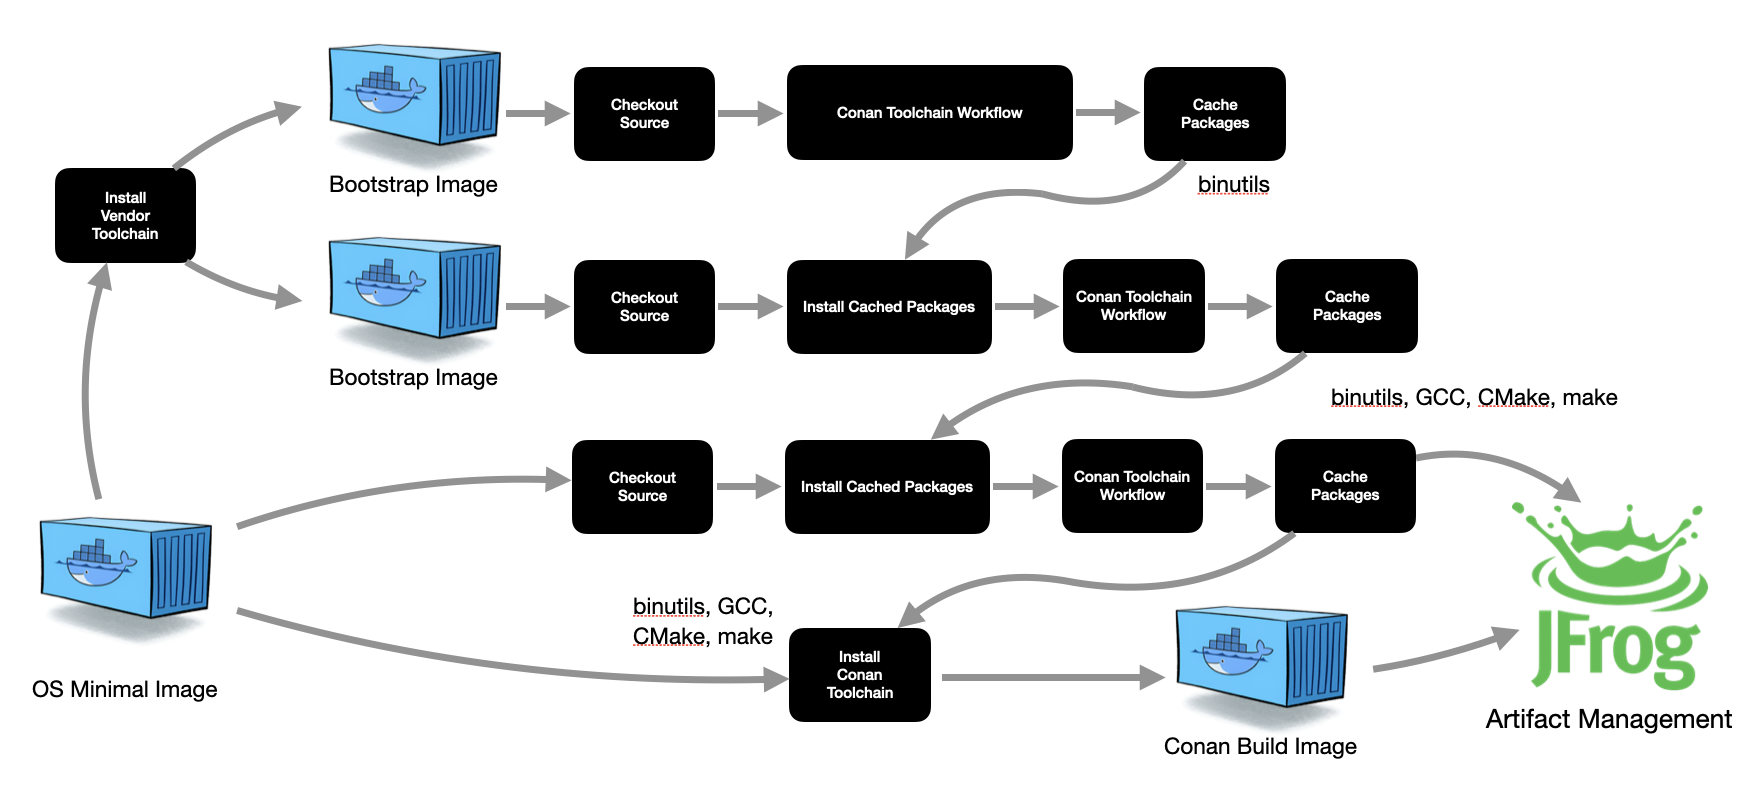 Checkout
Source
Conan Toolchain Workflow
Cache
Packages
Bootstrap Image
binutils
Install
Vendor
Toolchain
Checkout
Source
Install Cached Packages
Conan Toolchain
Workflow
Cache
Packages
Bootstrap Image
binutils, GCC, CMake, make
Checkout
Source
Install Cached Packages
Conan Toolchain
Workflow
Cache
Packages
binutils, GCC,
CMake, make
JFrog
Install
Conan
Toolchain
OS Minimal Image
Artifact Management
Conan Build Image